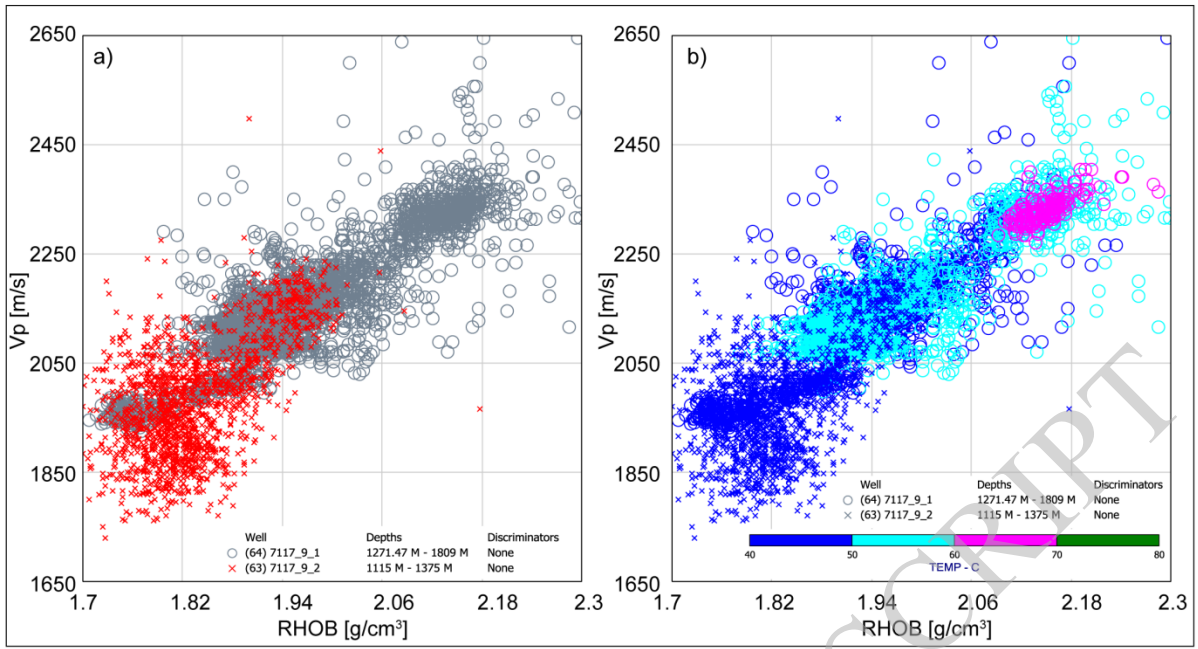 a)
2650
2450
2250
2050
1850
1650
Vp [m/s]
Well Depths Discriminators
(64) 7117_9_1 1271.47 M - 1809 M None
(63) 7117_9_2 1115 M - 1375 M None
1.7 1.82 1.94 2.06 2.18 2.3
RHOB [g/cm³]
b)
2650
2450
2250
2050
1850
1650
Vp [m/s]
Well Depths Discriminators
(64) 7117_9_1 1271.47 M - 1809 M None
(63) 7117_9_2 1115 M - 1375 M None
40 50 60 70 80
TEMP - C
1.7 1.82 1.94 2.06 2.18 2.3
RHOB [g/cm³]
CCRIPT